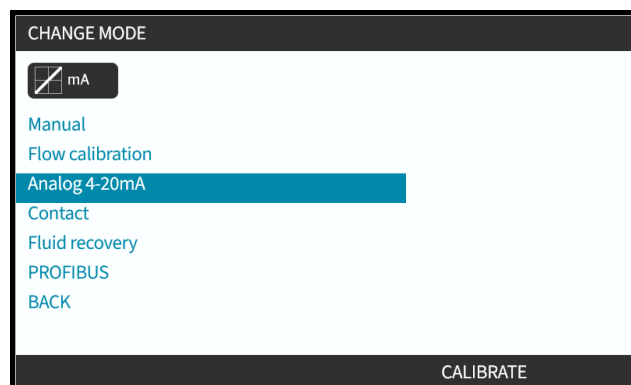 CHANGE MODE
mA
Manual
Flow calibration
Analog 4-20mA
Contact
Fluid recovery
PROFIBUS
BACK
CALIBRATE